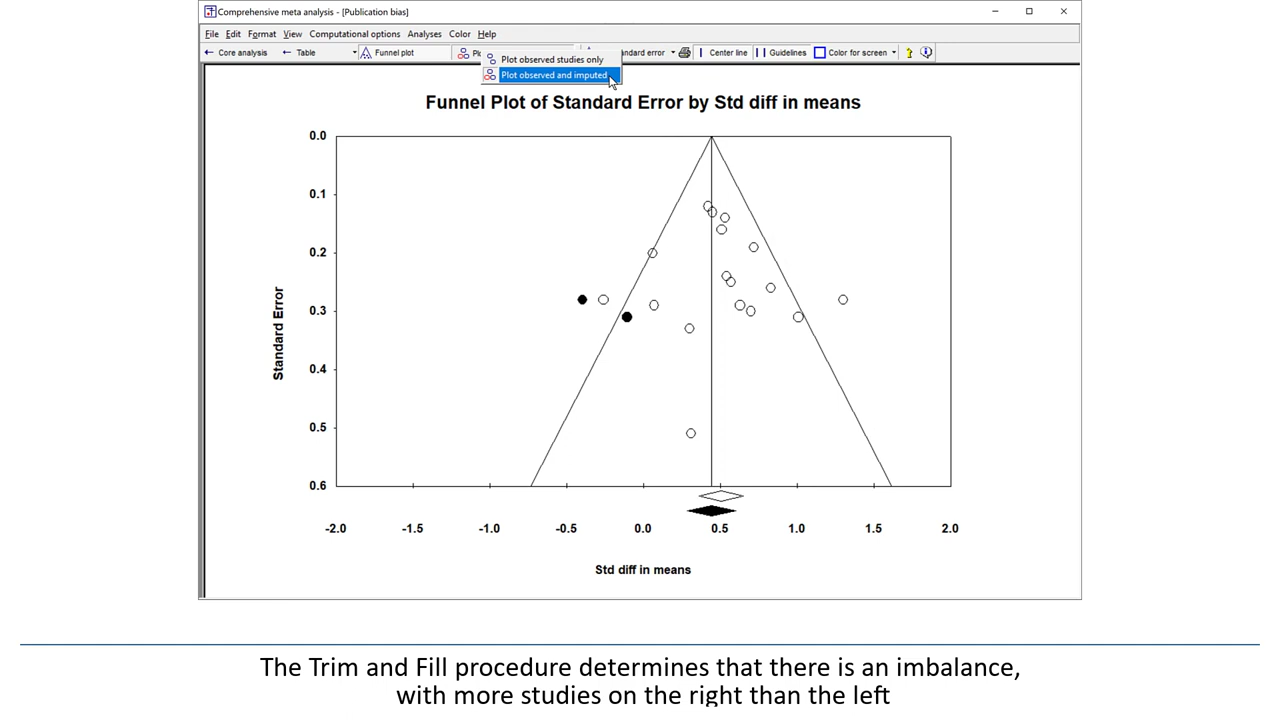 Comprehensive meta analysis - [Publication bias]
File Edit Format View Computational options Analyses Color Help
Core analysis Table Funnel plot Center line Guidelines Color for screen ?
Plot observed studies only
Plot observed and imputed
Funnel Plot of Standard Error by Std diff in means
0.0
0.1
0.2
0.3
0.4
0.5
0.6
Standard Error
-2.0 -1.5 -1.0 -0.5 0.0 0.5 1.0 1.5 2.0
Std diff in means
The Trim and Fill procedure determines that there is an imbalance,
with more studies on the right than the left